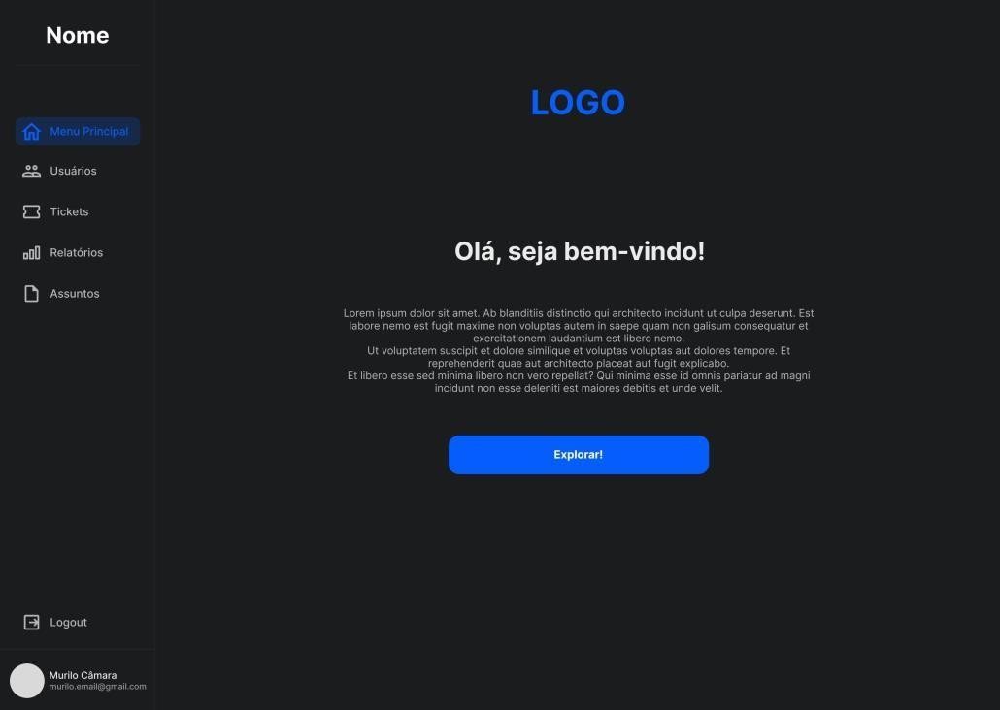 Nome
Menu Principal
Usuários
Tickets
Relatórios
Assuntos
Logout
Murilo Câmara
murilo.email@gmail.com
LOGO
Olá, seja bem-vindo!
Lorem ipsum dolor sit amet. Ab blanditiis distinctio qui architecto incidunt ut culpa deserunt. Est
labore nemo est fugit maxime non voluptas autem in saepe quam non galisum consequatur et
exercitationem laudantium est libero nemo.
Ut voluptatem suscipit et dolore similique et voluptas voluptas aut dolores tempore. Et
reprehenderit quae aut architecto placeat aut fugit explicabo.
Et libero esse sed minima libero non vero repellat? Qui minima esse id omnis pariatur ad magni
incidunt non esse deleniti est maiores debitis et unde velit.
Explorar!